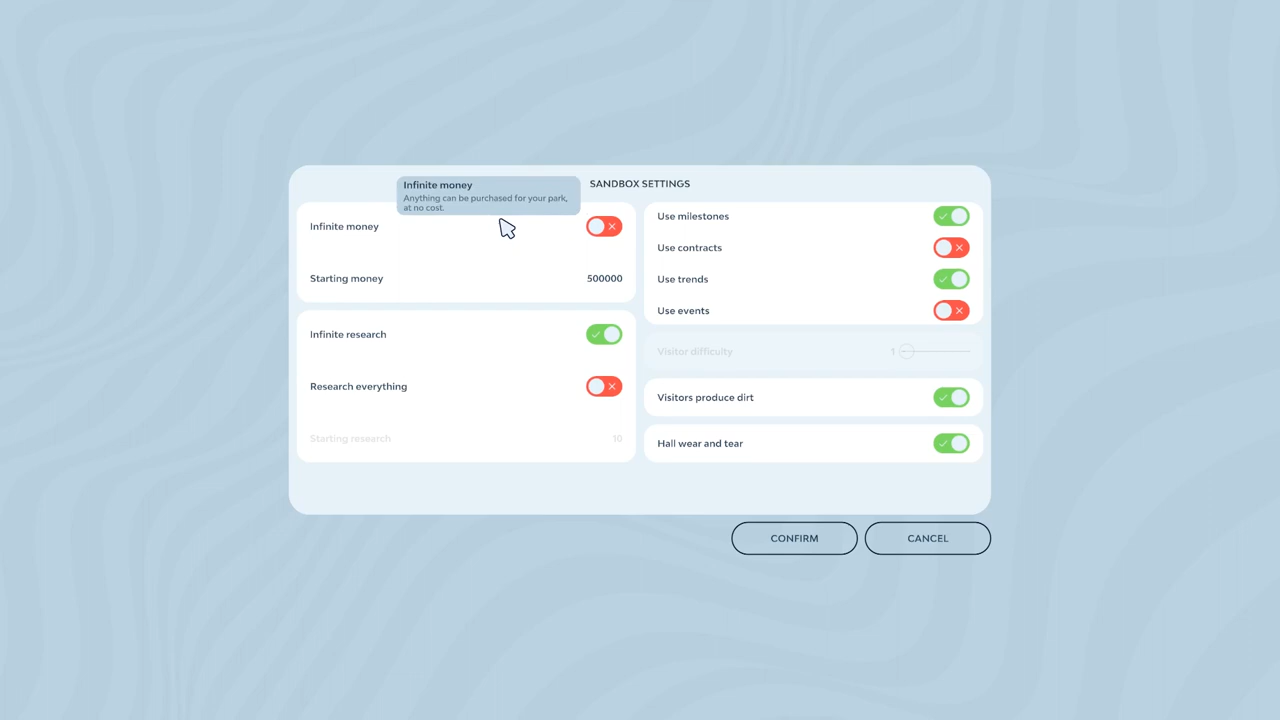 SANDBOX SETTINGS
Infinite money
Anything can be purchased for your park,
at no cost.
Infinite money
Starting money 500000
Infinite research
Research everything
Starting research 10
Use milestones
Use contracts
Use trends
Use events
Visitor difficulty 1
Visitors produce dirt
Hall wear and tear
CONFIRM CANCEL